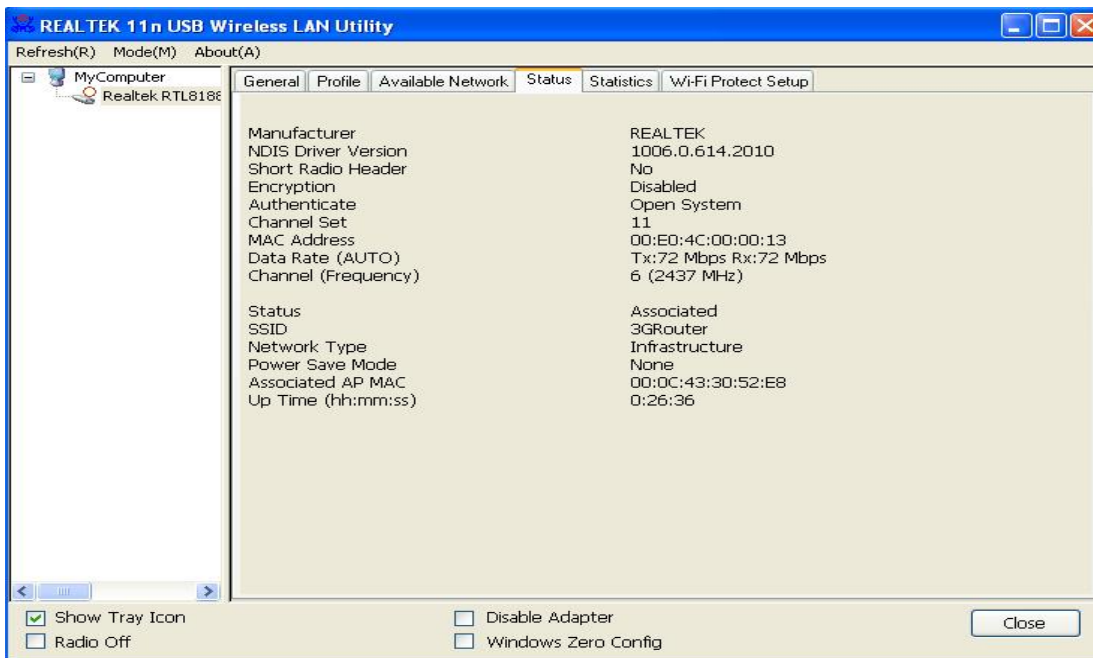 REALTEK 11n USB Wireless LAN Utility
Refresh(R) Mode(M) About(A)
MyComputer
Realtek RTL8188
General Profile Available Network Status Statistics Wi-Fi Protect Setup
Manufacturer REALTEK
NDIS Driver Version 1006.0.614.2010
Short Radio Header No
Encryption Disabled
Authenticate Open System
Channel Set 11
MAC Address 00:E0:4C:00:00:13
Data Rate (AUTO) Tx:72 Mbps Rx:72 Mbps
Channel (Frequency) 6 (2437 MHz)
Status Associated
SSID 3GRouter
Network Type Infrastructure
Power Save Mode None
Associated AP MAC 00:0C:43:30:52:E8
Up Time (hh:mm:ss) 0:26:36
Show Tray Icon Disable Adapter Close
Radio Off Windows Zero Config